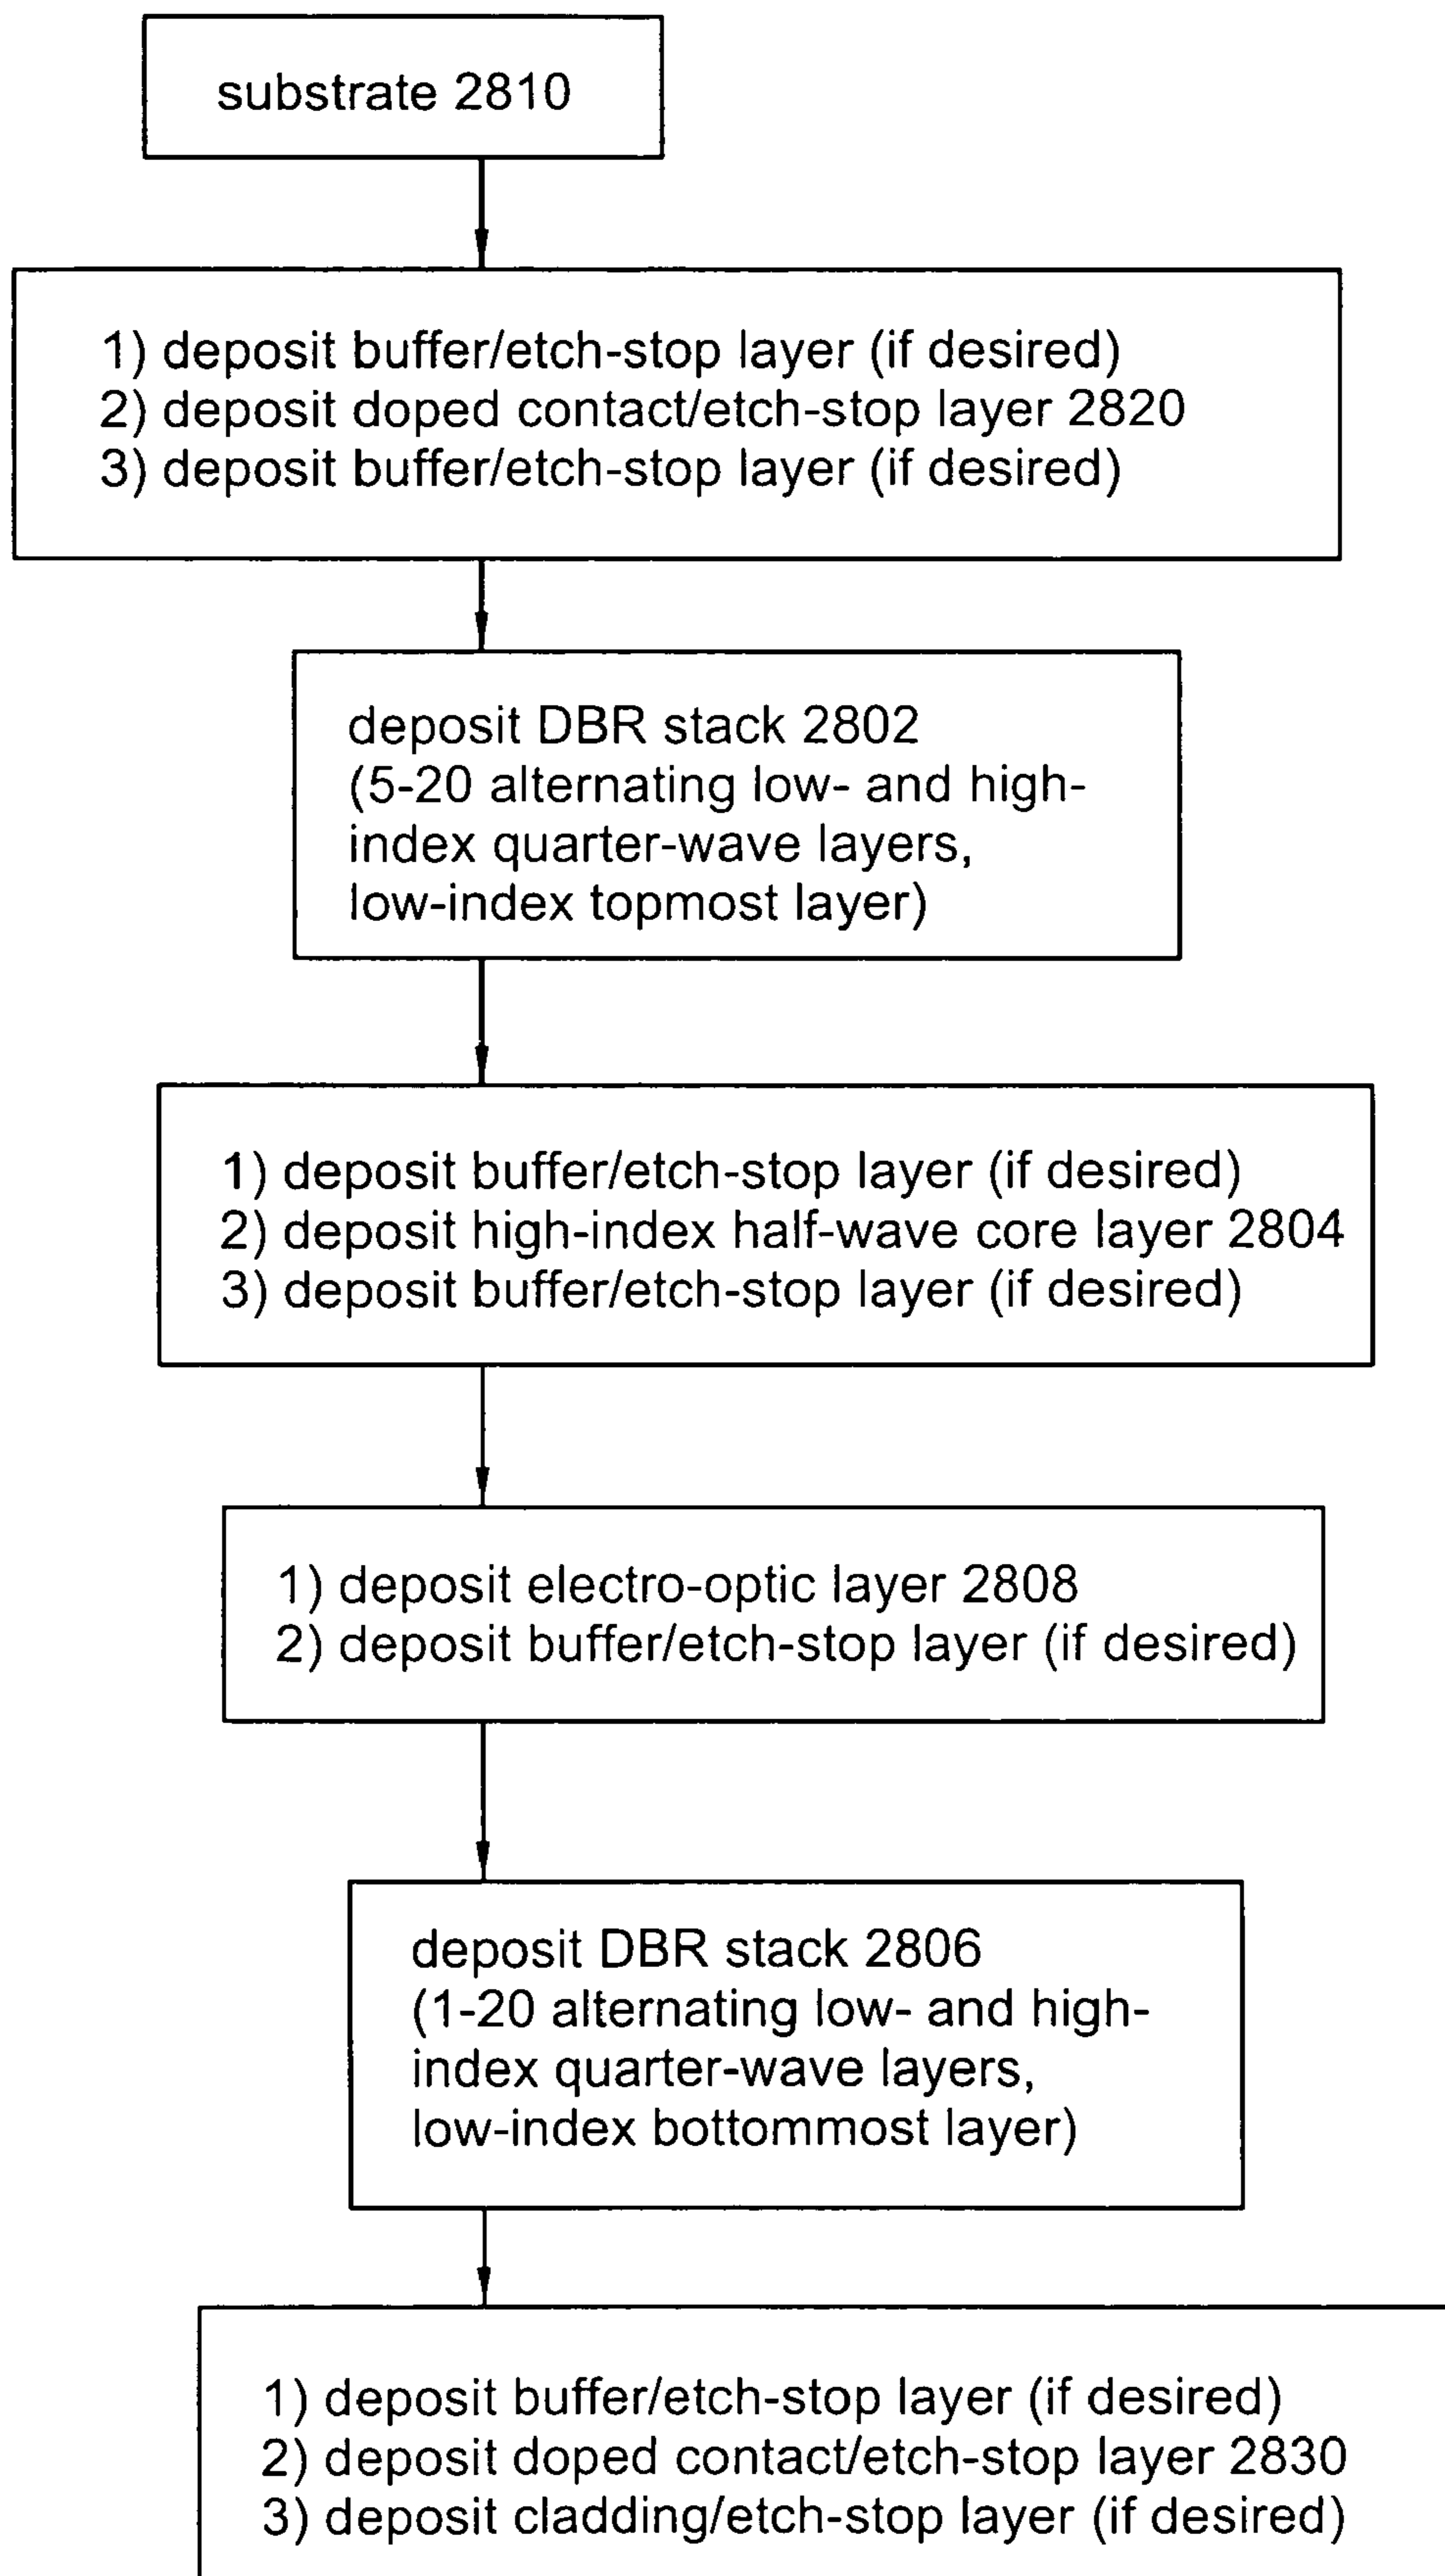 substrate 2810
1) deposit buffer/etch-stop layer (if desired)
2) deposit doped contact/etch-stop layer 2820
3) deposit buffer/etch-stop layer (if desired)
deposit DBR stack 2802
(5-20 alternating low- and high-
index quarter-wave layers,
low-index topmost layer)
1) deposit buffer/etch-stop layer (if desired)
2) deposit high-index half-wave core layer 2804
3) deposit buffer/etch-stop layer (if desired)
1) deposit electro-optic layer 2808
2) deposit buffer/etch-stop layer (if desired)
deposit DBR stack 2806
(1-20 alternating low- and high-
index quarter-wave layers,
low-index bottommost layer)
1) deposit buffer/etch-stop layer (if desired)
2) deposit doped contact/etch-stop layer 2830
3) deposit cladding/etch-stop layer (if desired)